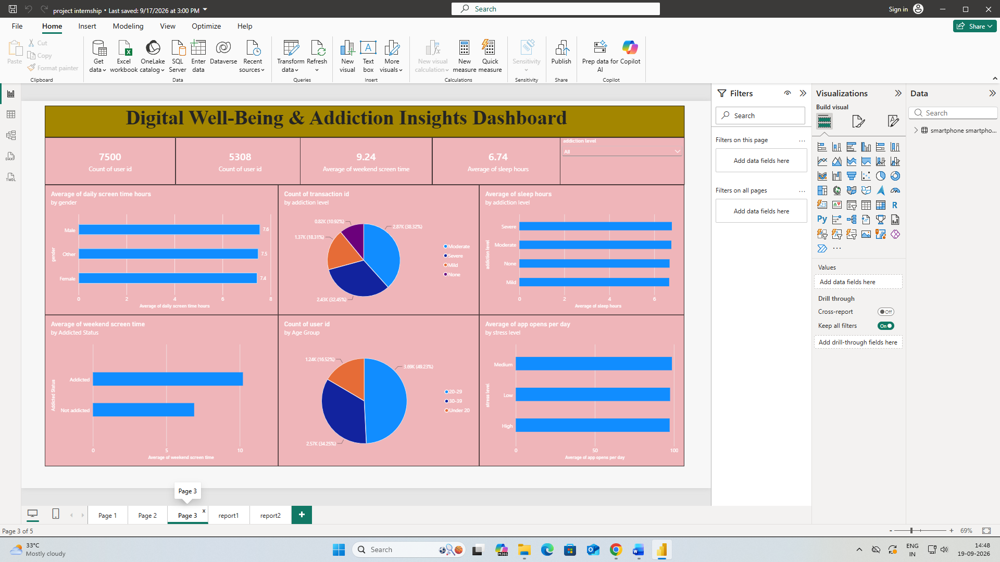 project internship • Last saved: 9/17/2026 at 3:00 PM
Search
Sign in
File
Home
Insert
Modeling
View
Optimize
Help
Share
Paste
Cut
Copy
Format painter
Clipboard
Get data
Excel workbook
OneLake catalog
SQL Server
Enter data
Dataverse
Recent sources
Data
Transform data
Refresh
Queries
New visual
Text box
More visuals
Insert
New visual calculation
New measure
Quick measure
Calculations
Sensitivity
Sensitivity
Publish
Share
Prep data for AI
Copilot
Copilot
DAX
TMDL
Digital Well-Being & Addiction Insights Dashboard
7500
Count of user id
5308
Count of user id
9.24
Average of weekend screen time
6.74
Average of sleep hours
addiction level
All
Average of daily screen time hours
by gender
gender
Male
7.6
Other
7.5
Female
7.4
0 2 4 6 8
Average of daily screen time hours
Count of transaction id
by addiction level
0.82K (10.92%)
2.87K (38.32%)
1.37K (18.31%)
2.43K (32.45%)
Moderate
Severe
Mild
None
Average of sleep hours
by addiction level
addiction level
Severe
Moderate
None
Mild
0 2 4 6
Average of sleep hours
Average of weekend screen time
by Addicted Status
Addicted Status
Addicted
Not addicted
0 5 10
Average of weekend screen time
Count of user id
by Age Group
1.24K (16.52%)
3.69K (49.23%)
2.57K (34.25%)
20-29
30-39
Under 20
Average of app opens per day
by stress level
stress level
Medium
Low
High
0 50 100
Average of app opens per day
Filters
Search
Filters on this page
...
Add data fields here
Filters on all pages
...
Add data fields here
Visualizations
Build visual
123
R
Py
...
Values
Add data fields here
Drill through
Cross-report
Off
Keep all filters
On
Add drill-through fields here
Data
Search
smartphone smartpho...
Page 3
Page 1
Page 2
Page 3
x
report1
report2
+
Page 3 of 5
- + 69%
33°C
Mostly cloudy
Search
M365
ENG
IN
14:48
19-09-2026